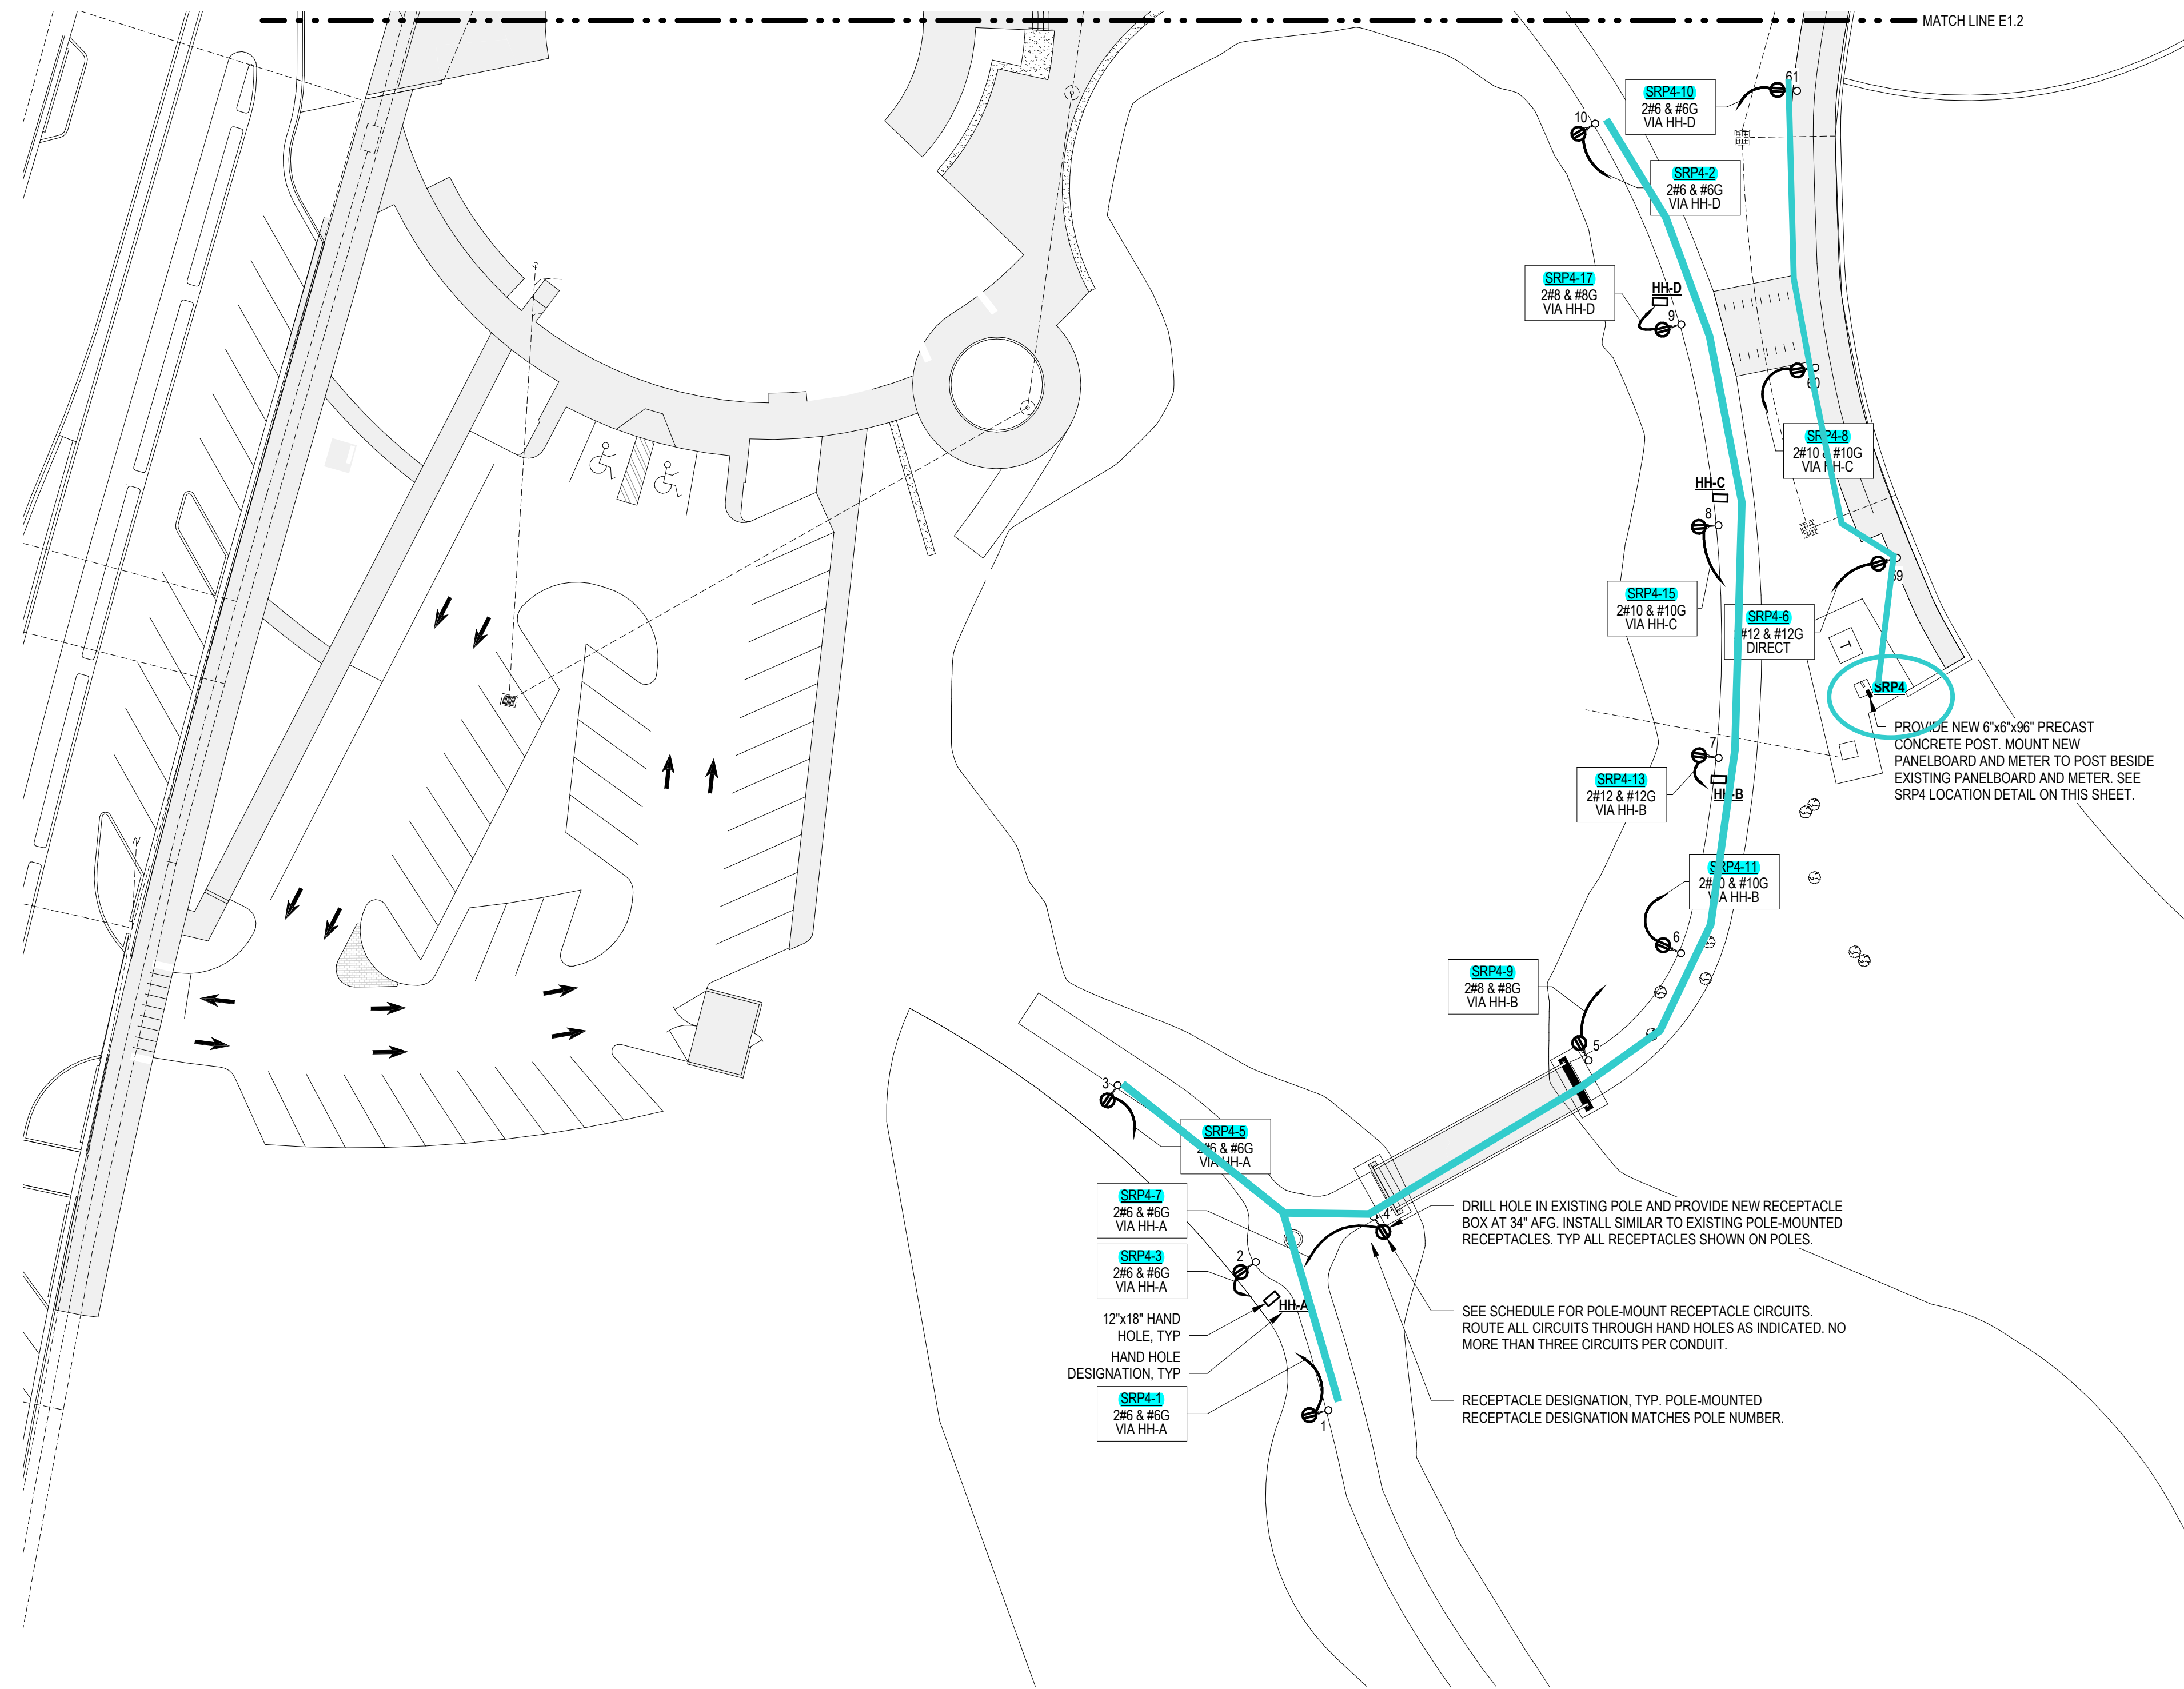 MATCH LINE E1.2
61
SRP4-10
2#6 & #6G
VIA HH-D
10
SRP4-2
2#6 & #6G
VIA HH-D
SRP4-17
2#8 & #8G
VIA HH-D
HH-D
9
60
SRP4-8
2#10 & #10G
VIA HH-C
HH-C
8
59
SRP4-15
2#10 & #10G
VIA HH-C
SRP4-6
#12 & #12G
DIRECT
T
SRP4
PROVIDE NEW 6"x6"x96" PRECAST
CONCRETE POST. MOUNT NEW
PANELBOARD AND METER TO POST BESIDE
EXISTING PANELBOARD AND METER. SEE
SRP4 LOCATION DETAIL ON THIS SHEET.
7
SRP4-13
2#12 & #12G
VIA HH-B
HH-B
SRP4-11
2#10 & #10G
VIA HH-B
6
SRP4-9
2#8 & #8G
VIA HH-B
5
3
SRP4-5
2#6 & #6G
VIA HH-A
SRP4-7
2#6 & #6G
VIA HH-A
4
DRILL HOLE IN EXISTING POLE AND PROVIDE NEW RECEPTACLE
BOX AT 34" AFG. INSTALL SIMILAR TO EXISTING POLE-MOUNTED
RECEPTACLES. TYP ALL RECEPTACLES SHOWN ON POLES.
SRP4-3
2#6 & #6G
VIA HH-A
2
HH-A
12"x18" HAND
HOLE, TYP
HAND HOLE
DESIGNATION, TYP
SEE SCHEDULE FOR POLE-MOUNT RECEPTACLE CIRCUITS.
ROUTE ALL CIRCUITS THROUGH HAND HOLES AS INDICATED. NO
MORE THAN THREE CIRCUITS PER CONDUIT.
SRP4-1
2#6 & #6G
VIA HH-A
1
RECEPTACLE DESIGNATION, TYP. POLE-MOUNTED
RECEPTACLE DESIGNATION MATCHES POLE NUMBER.